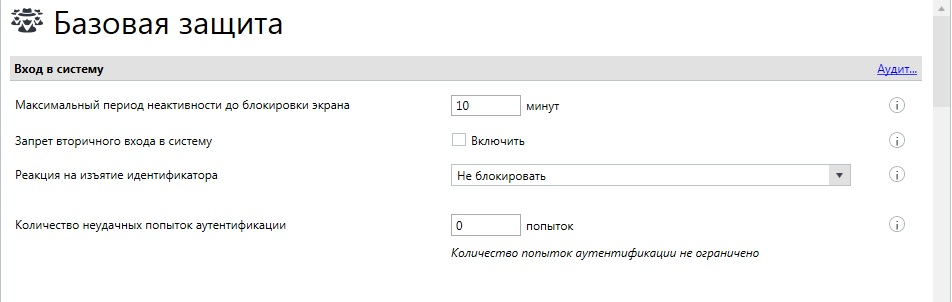 Базовая защита
Вход в систему Аудит...
Максимальный период неактивности до блокировки экрана 10 минут
Запрет вторичного входа в систему Включить
Реакция на изъятие идентификатора Не блокировать
Количество неудачных попыток аутентификации 0 попыток
Количество попыток аутентификации не ограничено